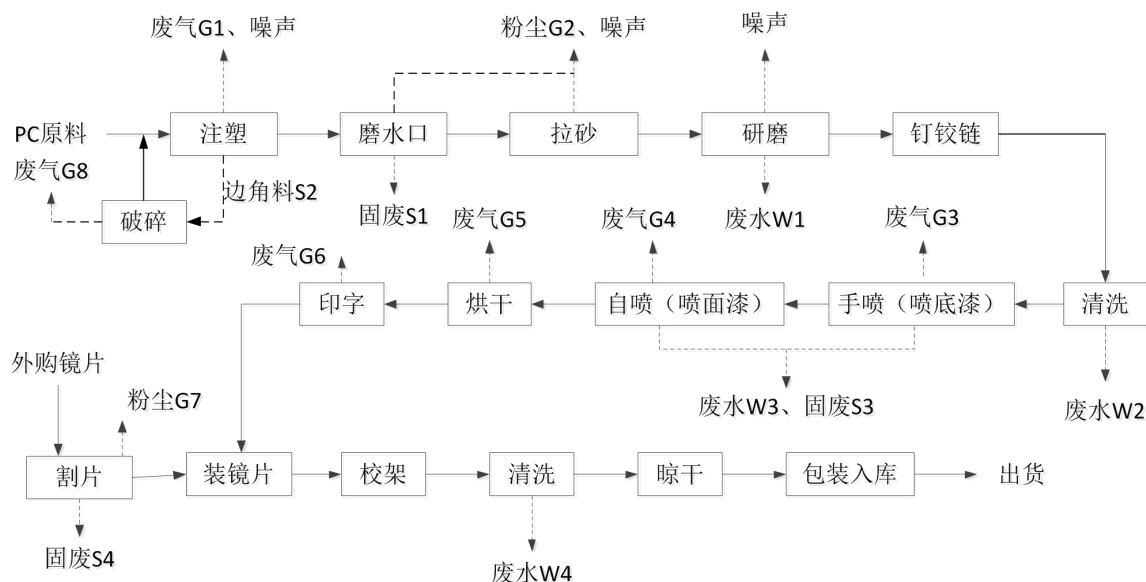 废气G1、噪声
粉尘G2、噪声
噪声
PC原料
注塑
磨水口
拉砂
研磨
钉铰链
废气G8
边角料S2
破碎
固废S1
废水W1
废气G6
废气G5
废气G4
废气G3
印字
烘干
自喷（喷面漆）
手喷（喷底漆）
清洗
外购镜片
粉尘G7
废水W3、固废S3
废水W2
割片
装镜片
校架
清洗
晾干
包装入库
出货
固废S4
废水W4